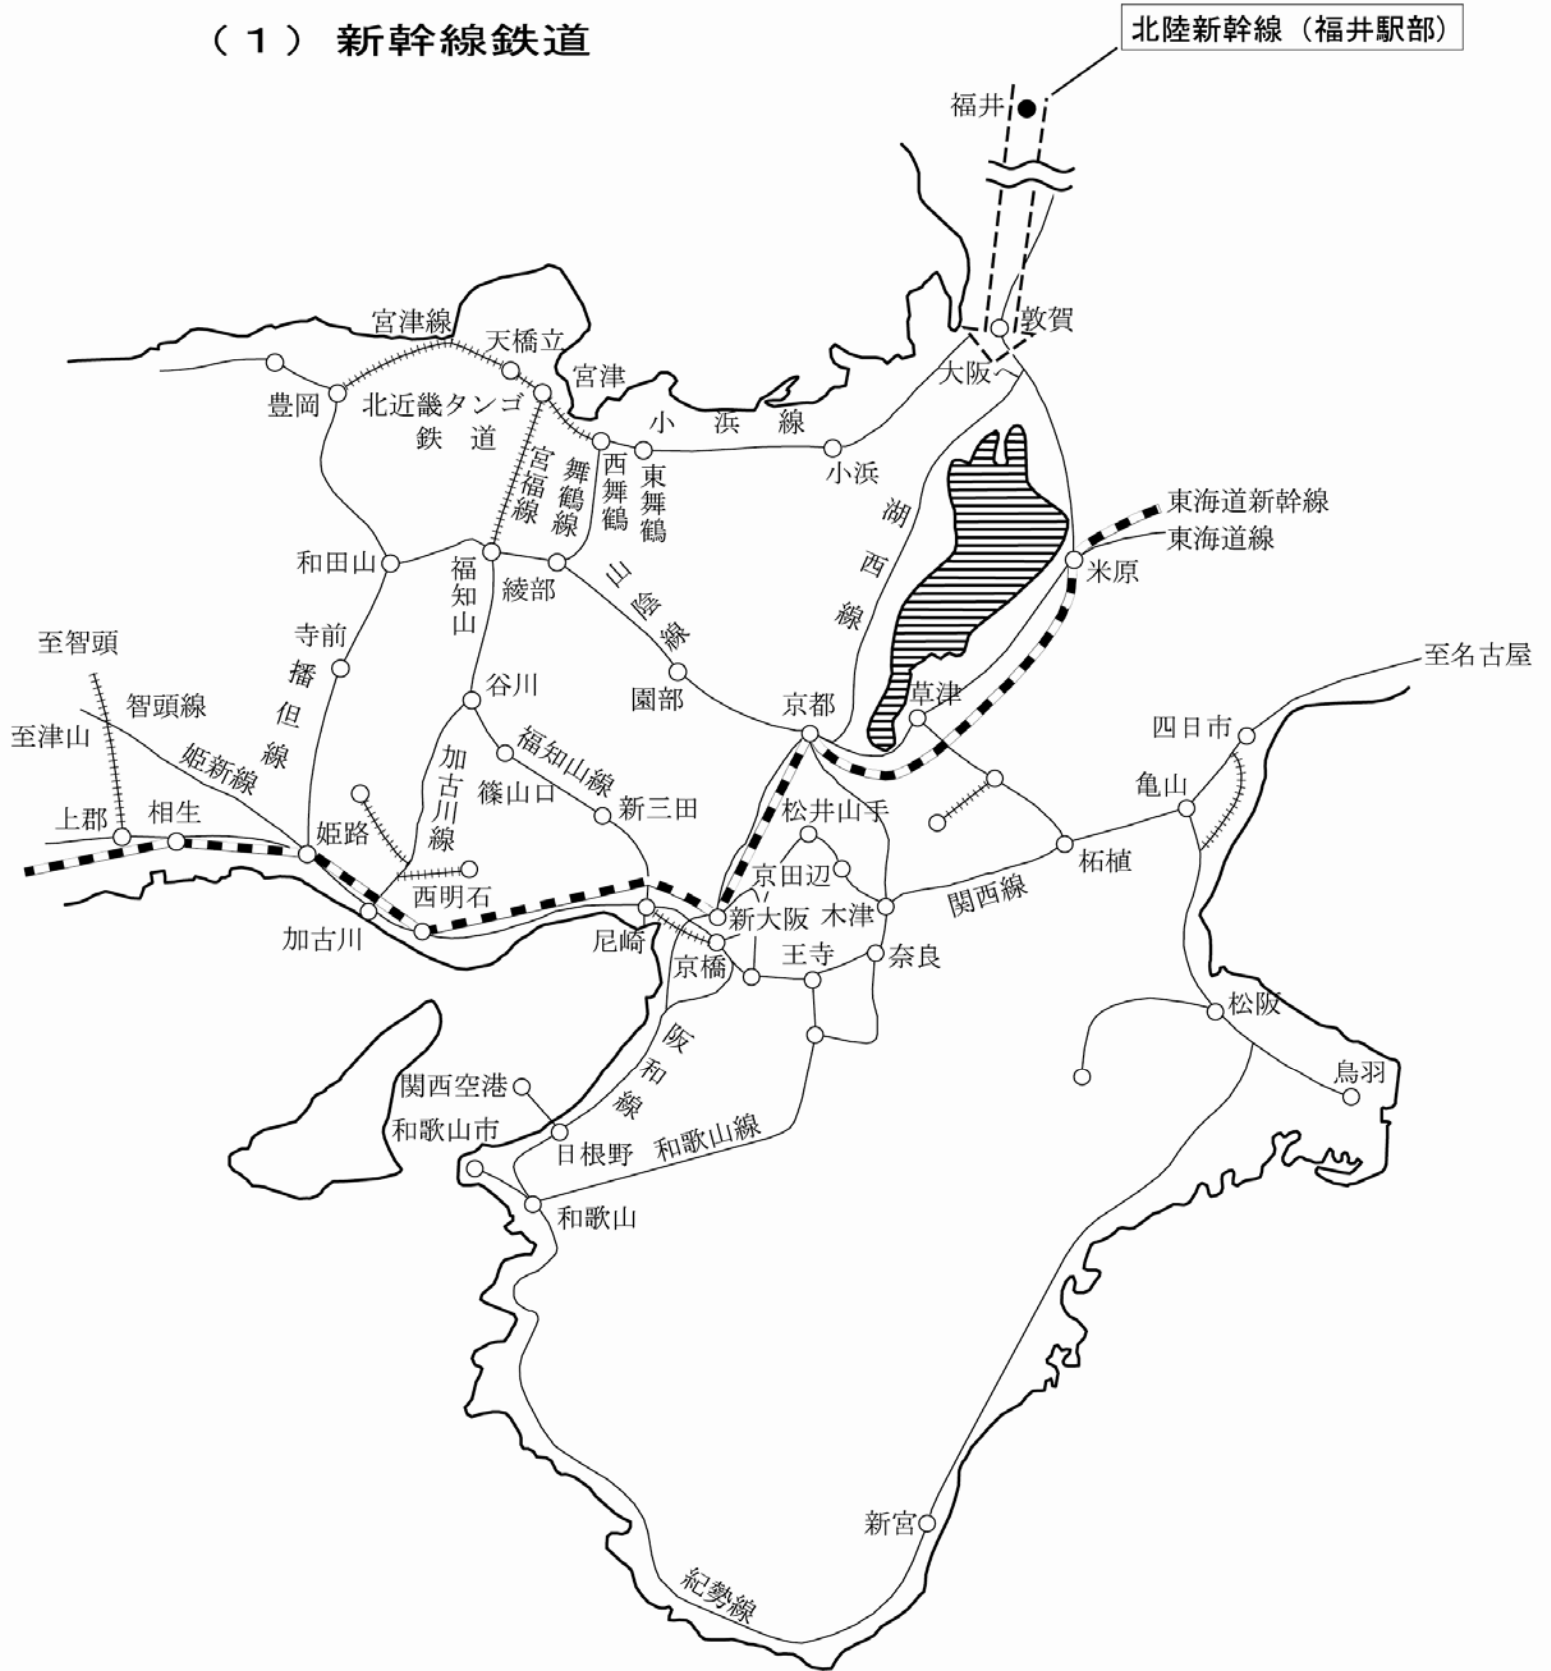 （１）新幹線鉄道
北陸新幹線（福井駅部）
福井
敦賀
大阪へ
宮津線
天橋立
宮津
豊岡
北近畿タンゴ
鉄道
小浜線
小浜
宮福線
舞鶴線
西舞鶴
東舞鶴
湖西線
東海道新幹線
東海道線
米原
和田山
福知山
綾部
山陰線
至智頭
寺前
播但線
智頭線
至津山
姫新線
谷川
園部
京都
草津
至名古屋
四日市
加古川線
福知山線
篠山口
新三田
松井山手
亀山
上郡
相生
姫路
京田辺
柘植
西明石
関西線
加古川
尼崎
新大阪
木津
京橋
王寺
奈良
松阪
阪和線
関西空港
鳥羽
和歌山市
日根野
和歌山線
和歌山
新宮
紀勢線